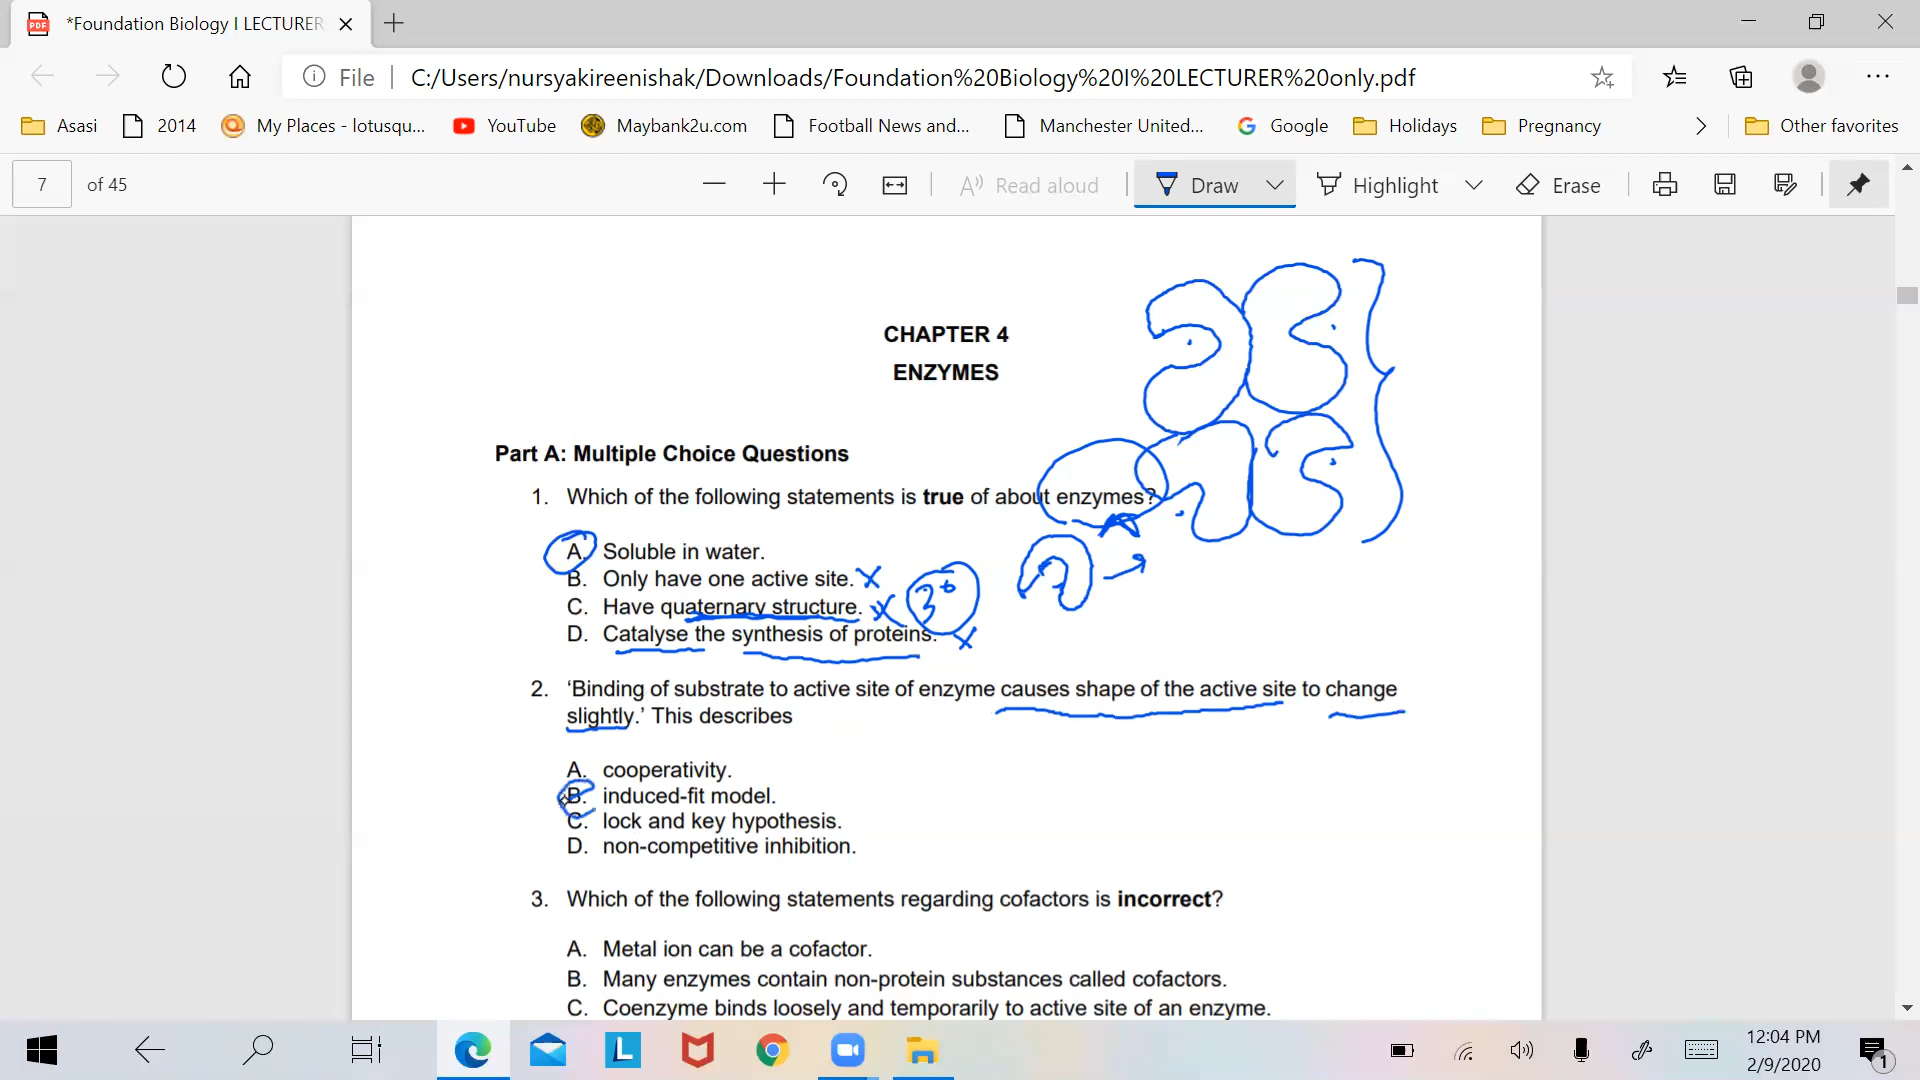 *Foundation Biology I LECTURER
File C:/Users/nursyakireenishak/Downloads/Foundation%20Biology%20I%20LECTURER%20only.pdf
Asasi 2014 My Places - lotusqu... YouTube Maybank2u.com Football News and... Manchester United... Google Holidays Pregnancy Other favorites
7 of 45 Read aloud Draw Highlight Erase
CHAPTER 4
ENZYMES
Part A: Multiple Choice Questions
1. Which of the following statements is true of about enzymes?
A. Soluble in water.
B. Only have one active site. X
C. Have quaternary structure. X 3°
D. Catalyse the synthesis of proteins. X
2. ‘Binding of substrate to active site of enzyme causes shape of the active site to change
slightly.’ This describes
A. cooperativity.
B. induced-fit model.
C. lock and key hypothesis.
D. non-competitive inhibition.
3. Which of the following statements regarding cofactors is incorrect?
A. Metal ion can be a cofactor.
B. Many enzymes contain non-protein substances called cofactors.
C. Coenzyme binds loosely and temporarily to active site of an enzyme.
12:04 PM
2/9/2020
1